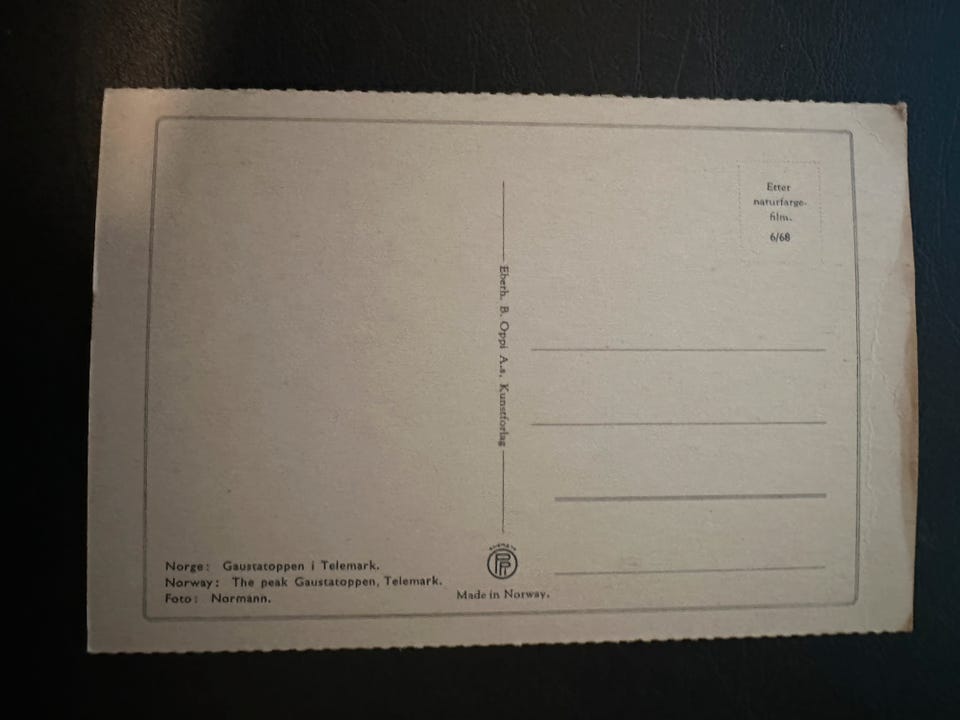 Etter
naturfarge-
film.
6/68
Eberh. B. Oppi A.s. Kunstforlag
Norge: Gaustatoppen i Telemark.
Norway: The peak Gaustatoppen, Telemark.
Foto: Normann.
Made in Norway.